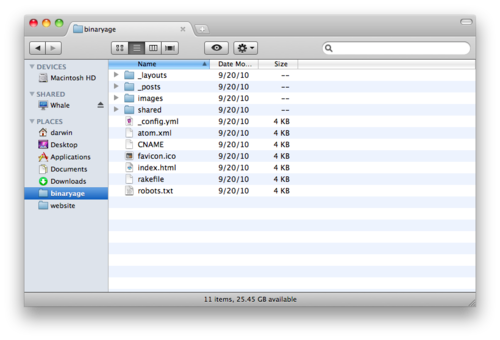 binaryage
Name Date Mo... Size
DEVICES
Macintosh HD
SHARED
Whale
PLACES
darwin
Desktop
Applications
Documents
Downloads
binaryage
website
_layouts 9/20/10 --
_posts 9/20/10 --
images 9/20/10 --
shared 9/20/10 --
_config.yml 9/20/10 4 KB
atom.xml 9/20/10 4 KB
CNAME 9/20/10 4 KB
favicon.ico 9/20/10 4 KB
index.html 9/20/10 4 KB
rakefile 9/20/10 4 KB
robots.txt 9/20/10 4 KB
11 items, 25.45 GB available